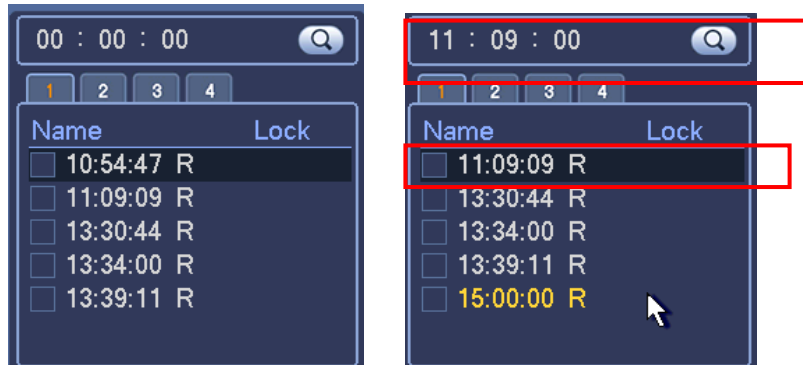 00 : 00 : 00
1 2 3 4
Name Lock
10:54:47 R
11:09:09 R
13:30:44 R
13:34:00 R
13:39:11 R
11 : 09 : 00
1 2 3 4
Name Lock
11:09:09 R
13:30:44 R
13:34:00 R
13:39:11 R
15:00:00 R